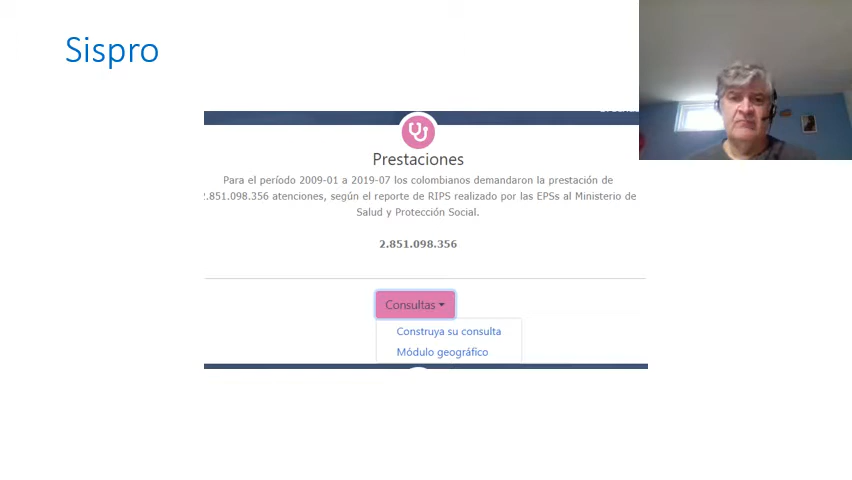 Sispro
Prestaciones
Para el período 2009-01 a 2019-07 los colombianos demandaron la prestación de
2.851.098.356 atenciones, según el reporte de RIPS realizado por las EPSs al Ministerio de
Salud y Protección Social.
2.851.098.356
Consultas
Construya su consulta
Módulo geográfico